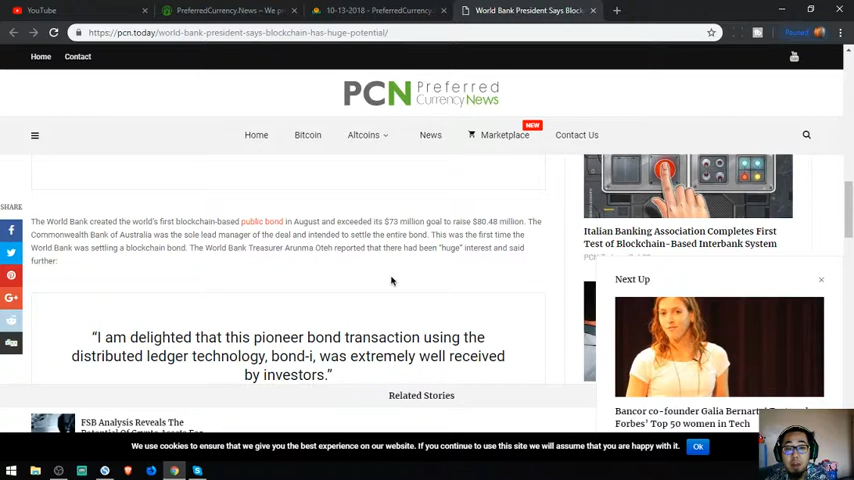 YouTube
PreferredCurrency.News – We p
10-13-2018 - PreferredCurrency.
World Bank President Says Block
https://pcn.today/world-bank-president-says-blockchain-has-huge-potential/
Paused
Home Contact
PCN Preferred
Currency News
Home Bitcoin Altcoins News Marketplace NEW Contact Us
SHARE
The World Bank created the world's first blockchain-based public bond in August and exceeded its $73 million goal to raise $80.48 million. The
Commonwealth Bank of Australia was the sole lead manager of the deal and intended to settle the entire bond. This was the first time the
World Bank was settling a blockchain bond. The World Bank Treasurer Arunma Oteh reported that there had been "huge" interest and said
further:
“I am delighted that this pioneer bond transaction using the
distributed ledger technology, bond-i, was extremely well received
by investors.”
Italian Banking Association Completes First
Test of Blockchain-Based Interbank System
Next Up
Bancor co-founder Galia Bernart
Forbes' Top 50 women in Tech
Related Stories
FSB Analysis Reveals The
Potential Of Crypto Assets For
We use cookies to ensure that we give you the best experience on our website. If you continue to use this site we will assume that you are happy with it.
Ok
digg